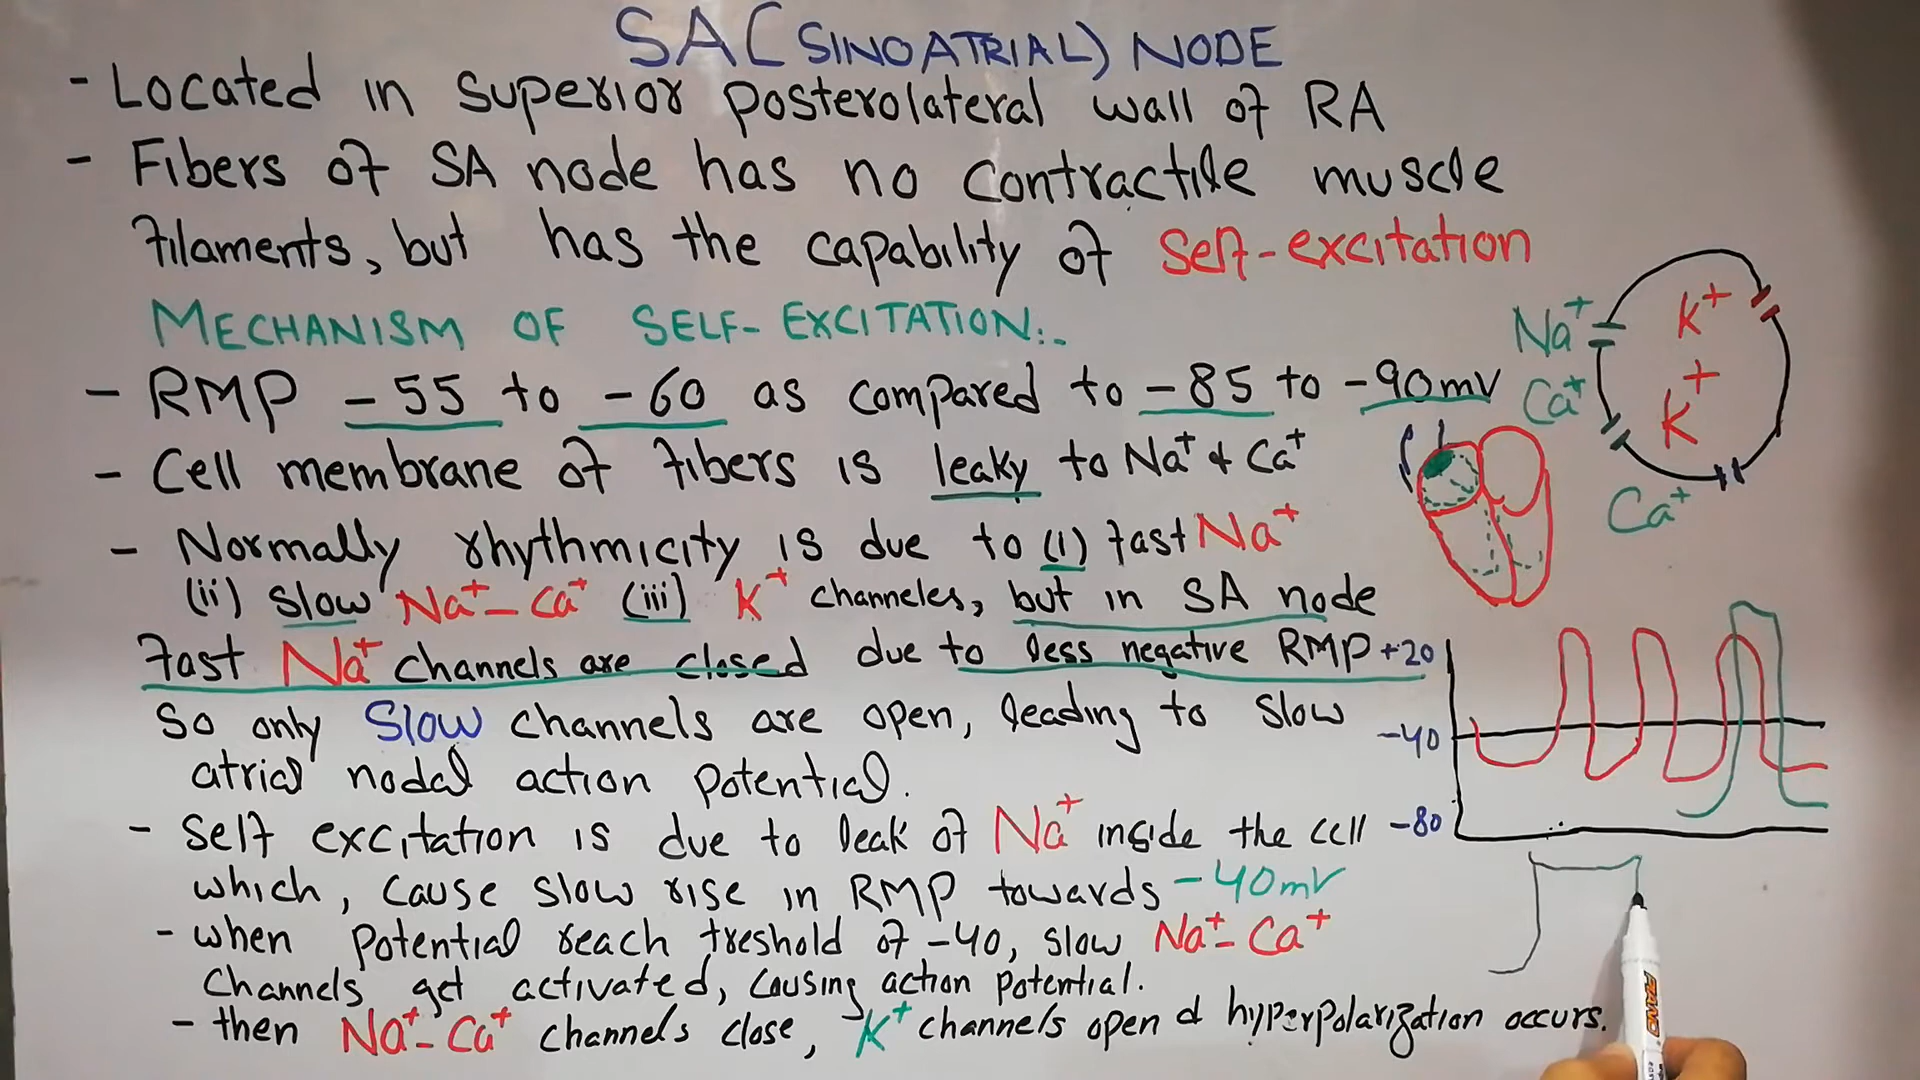 SA (SINOATRIAL) NODE
- Located in superior posterolateral wall of RA
- Fibers of SA node has no contractile muscle
filaments, but has the capability of self-excitation
MECHANISM OF SELF-EXCITATION:-
- RMP -55 to -60 as compared to -85 to -90mV
- Cell membrane of fibers is leaky to Na+ & Ca+
- Normally rhythmicity is due to (i) fast Na+
(ii) slow Na+-Ca+ (iii) K+ channeles, but in SA node
fast Na+ channels are closed due to less negative RMP
So only Slow channels are open, leading to slow
atrial nodal action potential.
- Self excitation is due to leak of Na+ inside the cell
which, cause slow rise in RMP towards -40mV
- when potential reach treshold of -40, slow Na+-Ca+
channels get activated, causing action potential.
- then Na+-Ca+ channels close, K+ channels open & hyperpolarization occurs.
Na+
K+
Ca+
K+
Ca+
+20
-40
-80